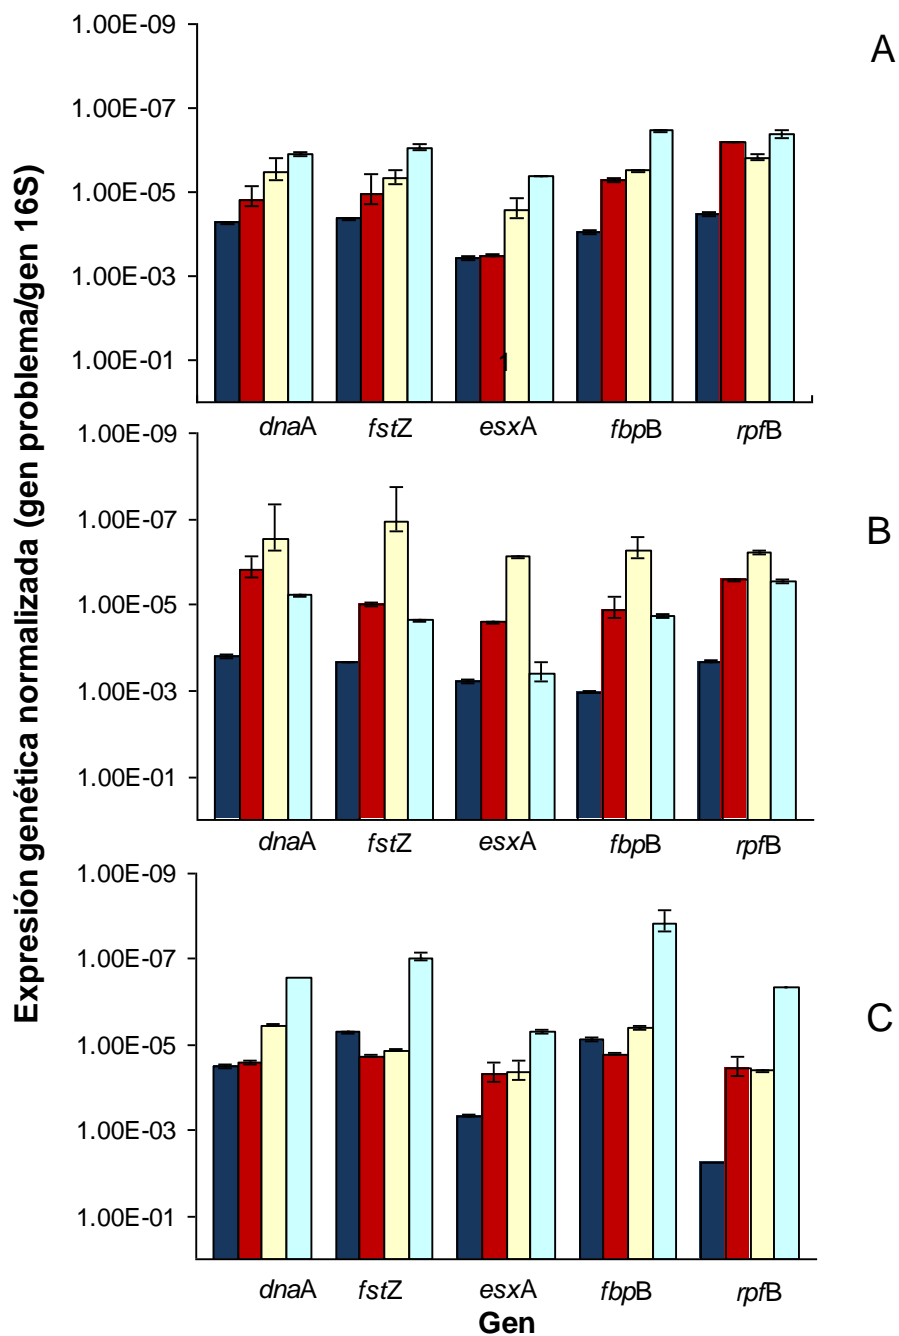 Expresión genética normalizada (gen problema/gen 16S)
A
1.00E-09
1.00E-07
1.00E-05
1.00E-03
1.00E-01
1
dnaA fstZ esxA fbpB rpfB
B
1.00E-09
1.00E-07
1.00E-05
1.00E-03
1.00E-01
dnaA fstZ esxA fbpB rpfB
C
1.00E-09
1.00E-07
1.00E-05
1.00E-03
1.00E-01
dnaA fstZ esxA fbpB rpfB
Gen